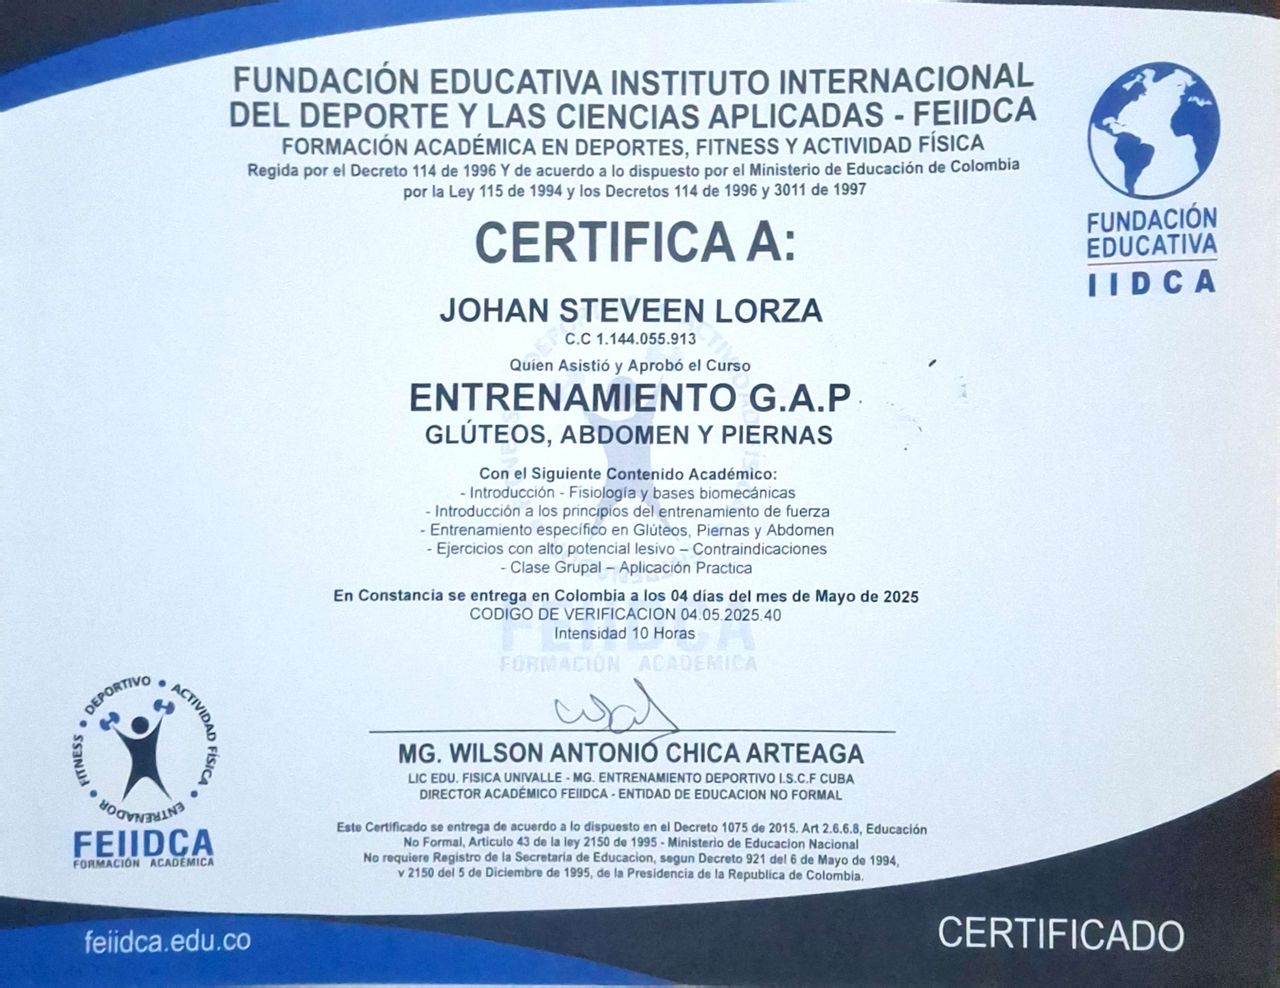 FUNDACIÓN EDUCATIVA INSTITUTO INTERNACIONAL
DEL DEPORTE Y LAS CIENCIAS APLICADAS - FEIIDCA
FORMACIÓN ACADÉMICA EN DEPORTES, FITNESS Y ACTIVIDAD FÍSICA
Regida por el Decreto 114 de 1996 Y de acuerdo a lo dispuesto por el Ministerio de Educación de Colombia
por la Ley 115 de 1994 y los Decretos 114 de 1996 y 3011 de 1997
FUNDACIÓN
EDUCATIVA
IIDCA
CERTIFICA A:
JOHAN STEVEEN LORZA
C.C 1.144.055.913
Quien Asistió y Aprobó el Curso
ENTRENAMIENTO G.A.P
GLÚTEOS, ABDOMEN Y PIERNAS
Con el Siguiente Contenido Académico:
- Introducción - Fisiología y bases biomecánicas
- Introducción a los principios del entrenamiento de fuerza
- Entrenamiento específico en Glúteos, Piernas y Abdomen
- Ejercicios con alto potencial lesivo – Contraindicaciones
- Clase Grupal – Aplicación Practica
En Constancia se entrega en Colombia a los 04 días del mes de Mayo de 2025
CODIGO DE VERIFICACION 04.05.2025.40
Intensidad 10 Horas
FEIIDCA
FORMACIÓN ACADEMICA
MG. WILSON ANTONIO CHICA ARTEAGA
LIC EDU. FISICA UNIVALLE - MG. ENTRENAMIENTO DEPORTIVO I.S.C.F CUBA
DIRECTOR ACADÉMICO FEIIDCA - ENTIDAD DE EDUCACION NO FORMAL
Este Certificado se entrega de acuerdo a lo dispuesto en el Decreto 1075 de 2015. Art 2.6.6.8, Educación
No Formal, Articulo 43 de la ley 2150 de 1995 - Ministerio de Educacion Nacional
No requiere Registro de la Secretaria de Educacion, segun Decreto 921 del 6 de Mayo de 1994,
v 2150 del 5 de Diciembre de 1995, de la Presidencia de la Republica de Colombia.
ENTRENADOR • FITNESS • DEPORTIVO • ACTIVIDAD FÍSICA •
FEIIDCA
FORMACIÓN ACADEMICA
feiidca.edu.co
CERTIFICADO